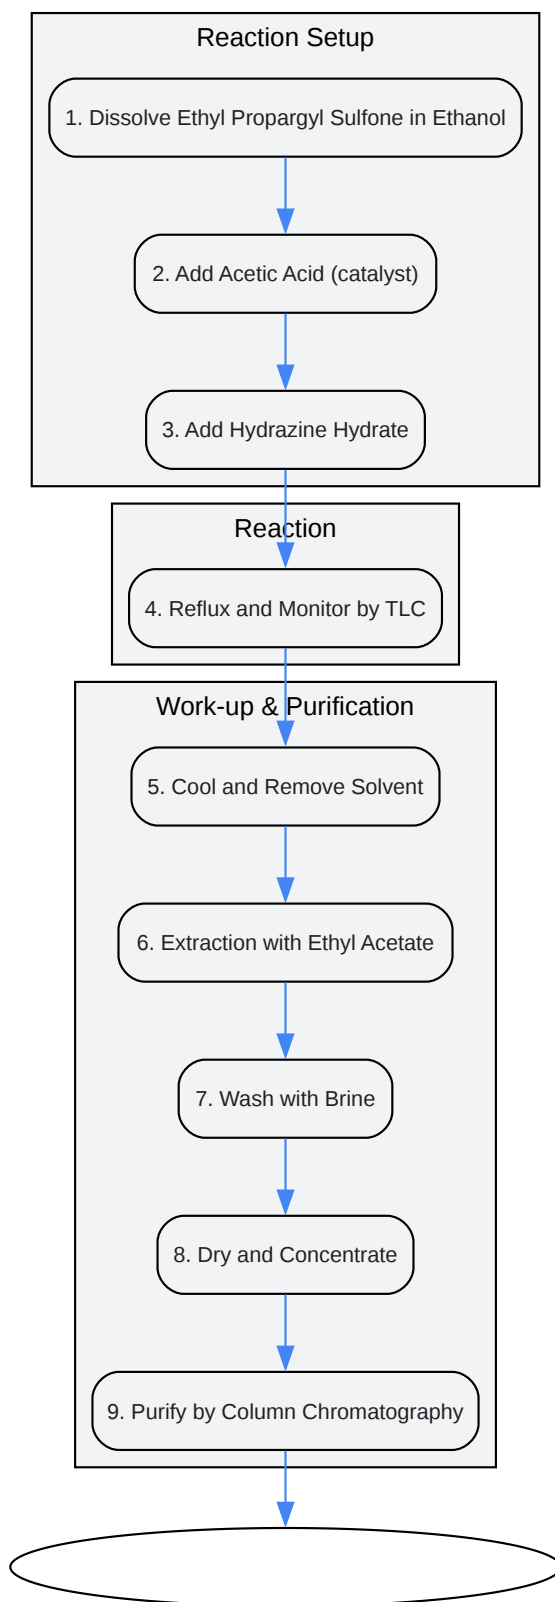 Reaction Setup
1. Dissolve Ethyl Propargyl Sulfone in Ethanol
2. Add Acetic Acid (catalyst)
3. Add Hydrazine Hydrate
Reaction
4. Reflux and Monitor by TLC
Work-up & Purification
5. Cool and Remove Solvent
6. Extraction with Ethyl Acetate
7. Wash with Brine
8. Dry and Concentrate
9. Purify by Column Chromatography